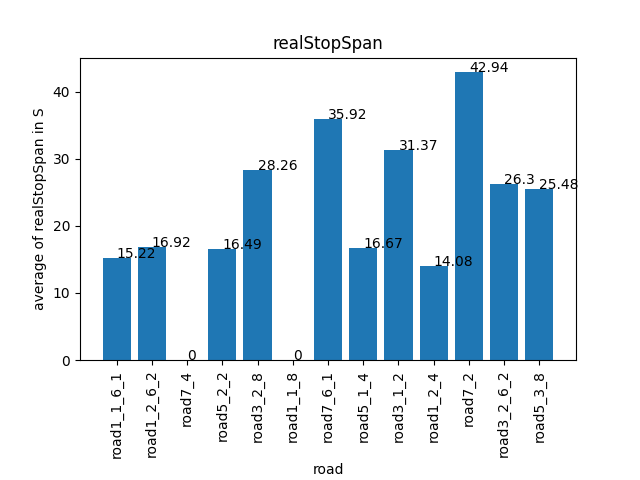 realStopSpan
average of realStopSpan in S
40
30
20
10
0
15.22
16.92
0
16.49
28.26
0
35.92
16.67
31.37
14.08
42.94
26.3
25.48
road1_1_6_1
road1_2_6_2
road7_4
road5_2_2
road3_2_8
road1_1_8
road7_6_1
road5_1_4
road3_1_2
road1_2_4
road7_2
road3_2_6_2
road5_3_8
road